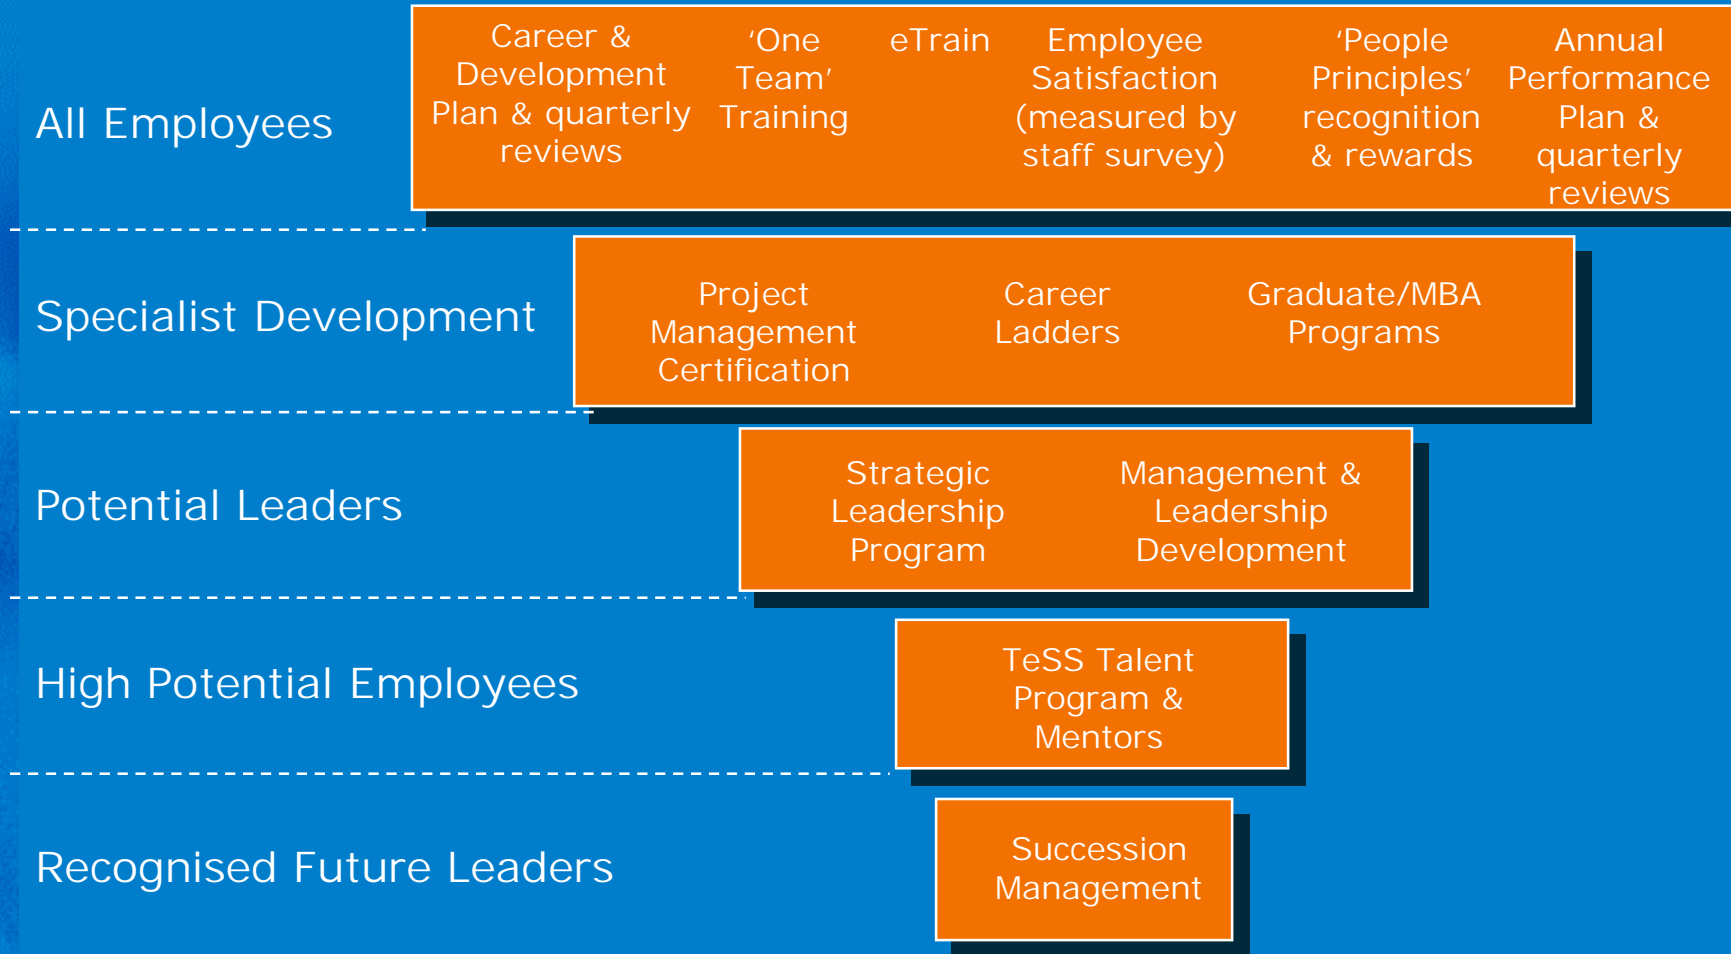 All Employees
Career &
Development
Plan & quarterly
reviews
‘One
Team’
Training
eTrain
Employee
Satisfaction
(measured by
staff survey)
‘People
Principles’
recognition
& rewards
Annual
Performance
Plan &
quarterly
reviews
Specialist Development
Project
Management
Certification
Career
Ladders
Graduate/MBA
Programs
Potential Leaders
Strategic
Leadership
Program
Management &
Leadership
Development
High Potential Employees
TeSS Talent
Program &
Mentors
Recognised Future Leaders
Succession
Management